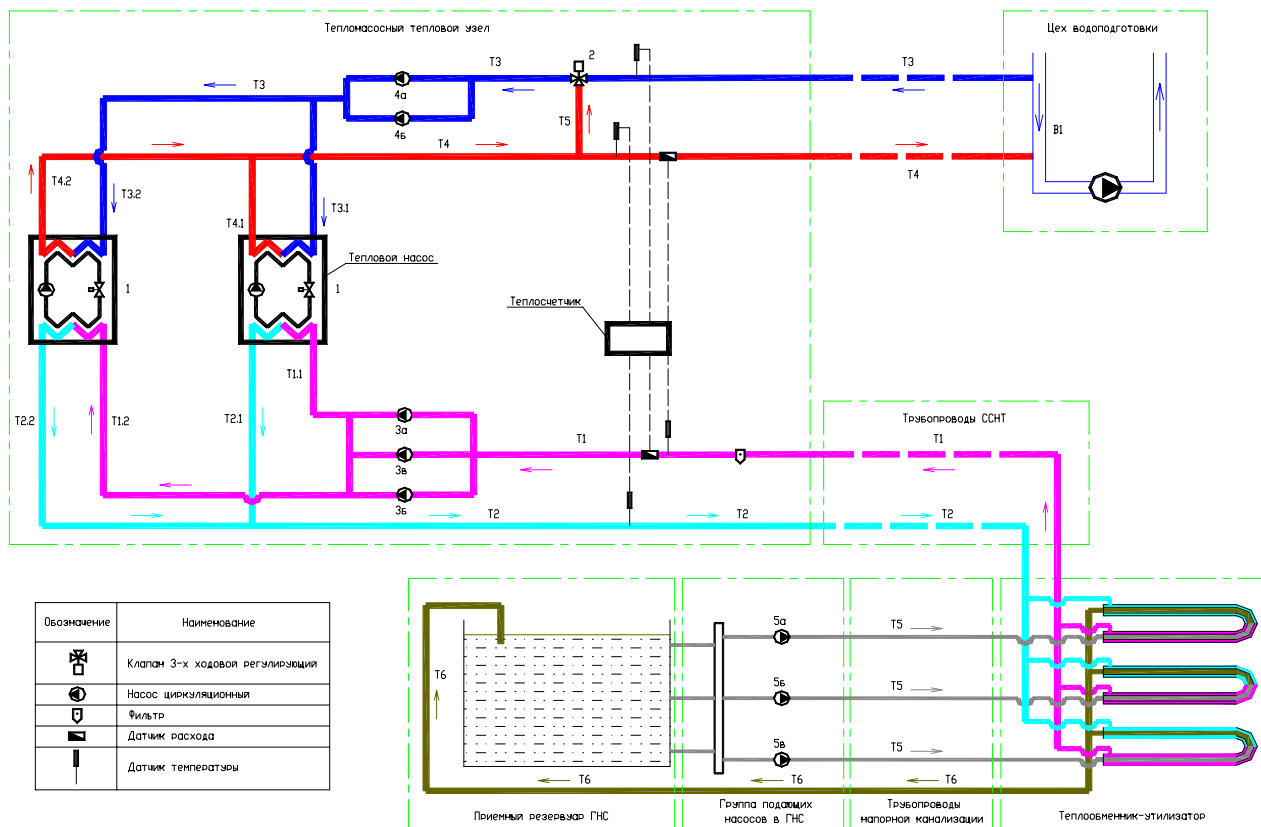 Тепломасосный тепловой узел
Цех водоподготовки
2
Т3
Т3
Т3
4а
4б
Т5
В1
Т4
Т4
Т4.2
Т3.2
Т4.1
Т3.1
Тепловой насос
1
1
Теплосчетчик
Т1.1
Т2.2
Т1.2
Т2.1
3а
3в
3б
Т1
Трубопроводы ССНТ
Т1
Т2
Т2
Т2
Обозначение
Наименование
Клапан 3-х ходовой регулирующий
Насос циркуляционный
Фильтр
Датчик расхода
Датчик температуры
5а
Т5
Т6
5б
Т5
5в
Т5
Т6
Т6
Т6
Приемный резервуар ГНС
Группа подающих
насосов в ГНС
Трубопроводы
напорной канализации
Теплообменник-утилизатор